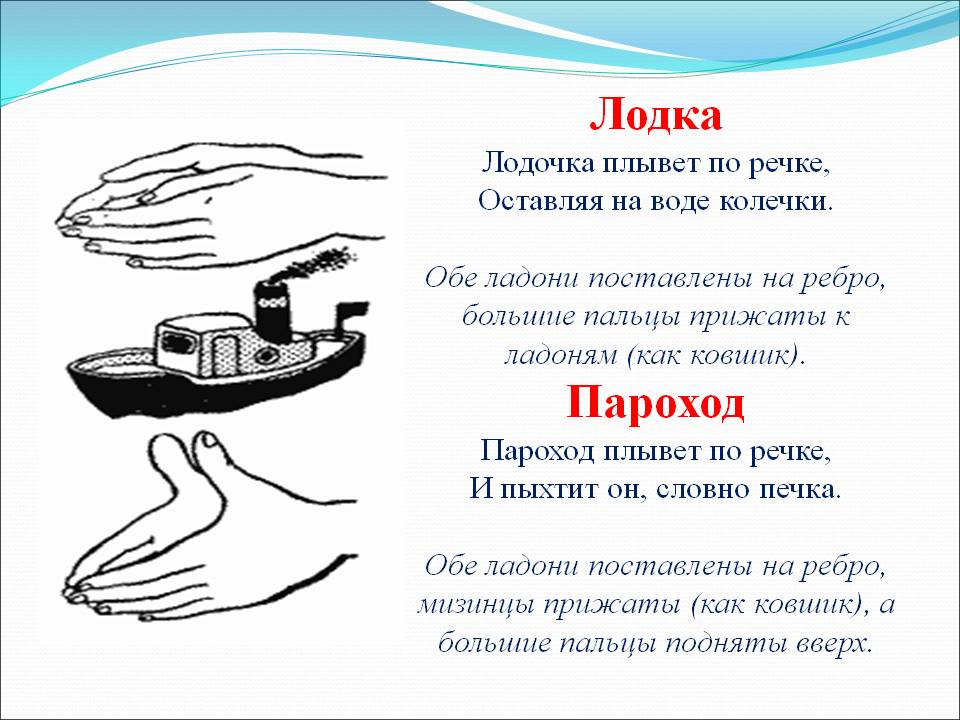 Лодка
Лодочка плывет по речке,
Оставляя на воде колечки.
Обе ладони поставлены на ребро,
большие пальцы прижаты к
ладоням (как ковшик).
Пароход
Пароход плывет по речке,
И пыхтит он, словно печка.
Обе ладони поставлены на ребро,
мизинцы прижаты (как ковшик), а
большие пальцы подняты вверх.